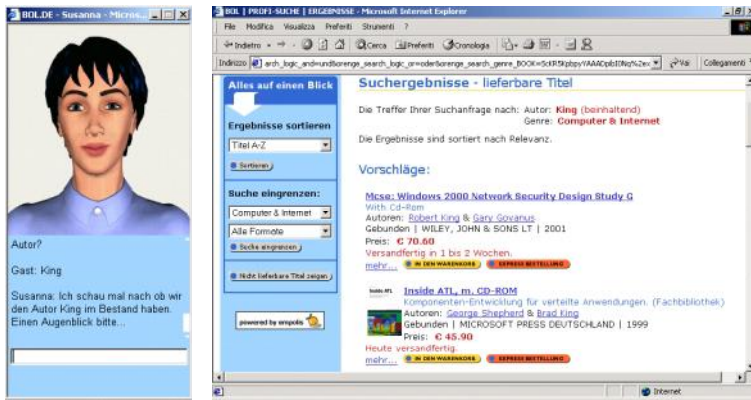 BOL.DE - Susanna - Micros...
Autor?
Gast: King
Susanna: Ich schau mal nach ob wir
den Autor King im Bestand haben.
Einen Augenblick bitte...
BOL | PROFI-SUCHE | ERGEBNISSE - Microsoft Internet Explorer
File Modifica Visualizza Preferiti Strumenti ?
Indietro Cerca Preferiti Cronologia
Indirizzo Vai Collegamenti
Alles auf einen Blick
Ergebnisse sortieren
Titel A-Z
Sortieren
Suche eingrenzen:
Computer & Internet
Alle Formate
Suche eingrenzen
Nicht lieferbare Titel zeigen
powered by empolis
Suchergebnisse - lieferbare Titel
Die Treffer Ihrer Suchanfrage nach: Autor: King (beinhaltend)
Genre: Computer & Internet
Die Ergebnisse sind sortiert nach Relevanz.
Vorschläge:
Mcse: Windows 2000 Network Security Design Study G
With Cd-Rom
Autoren: Robert King & Gary Govanus
Gebunden | WILEY, JOHN & SONS LT | 2001
Preis: € 70.60
Versandfertig in 1 bis 2 Wochen.
mehr... IN DEN WARENKORB EXPRESS BESTELLUNG
Inside ATL
Inside ATL, m. CD-ROM
Komponenten-Entwicklung für verteilte Anwendungen. (Fachbibliothek)
Autoren: George Shepherd & Brad King
Gebunden | MICROSOFT PRESS DEUTSCHLAND | 1999
Preis: € 45.90
Heute versandfertig.
mehr... IN DEN WARENKORB EXPRESS BESTELLUNG
Internet